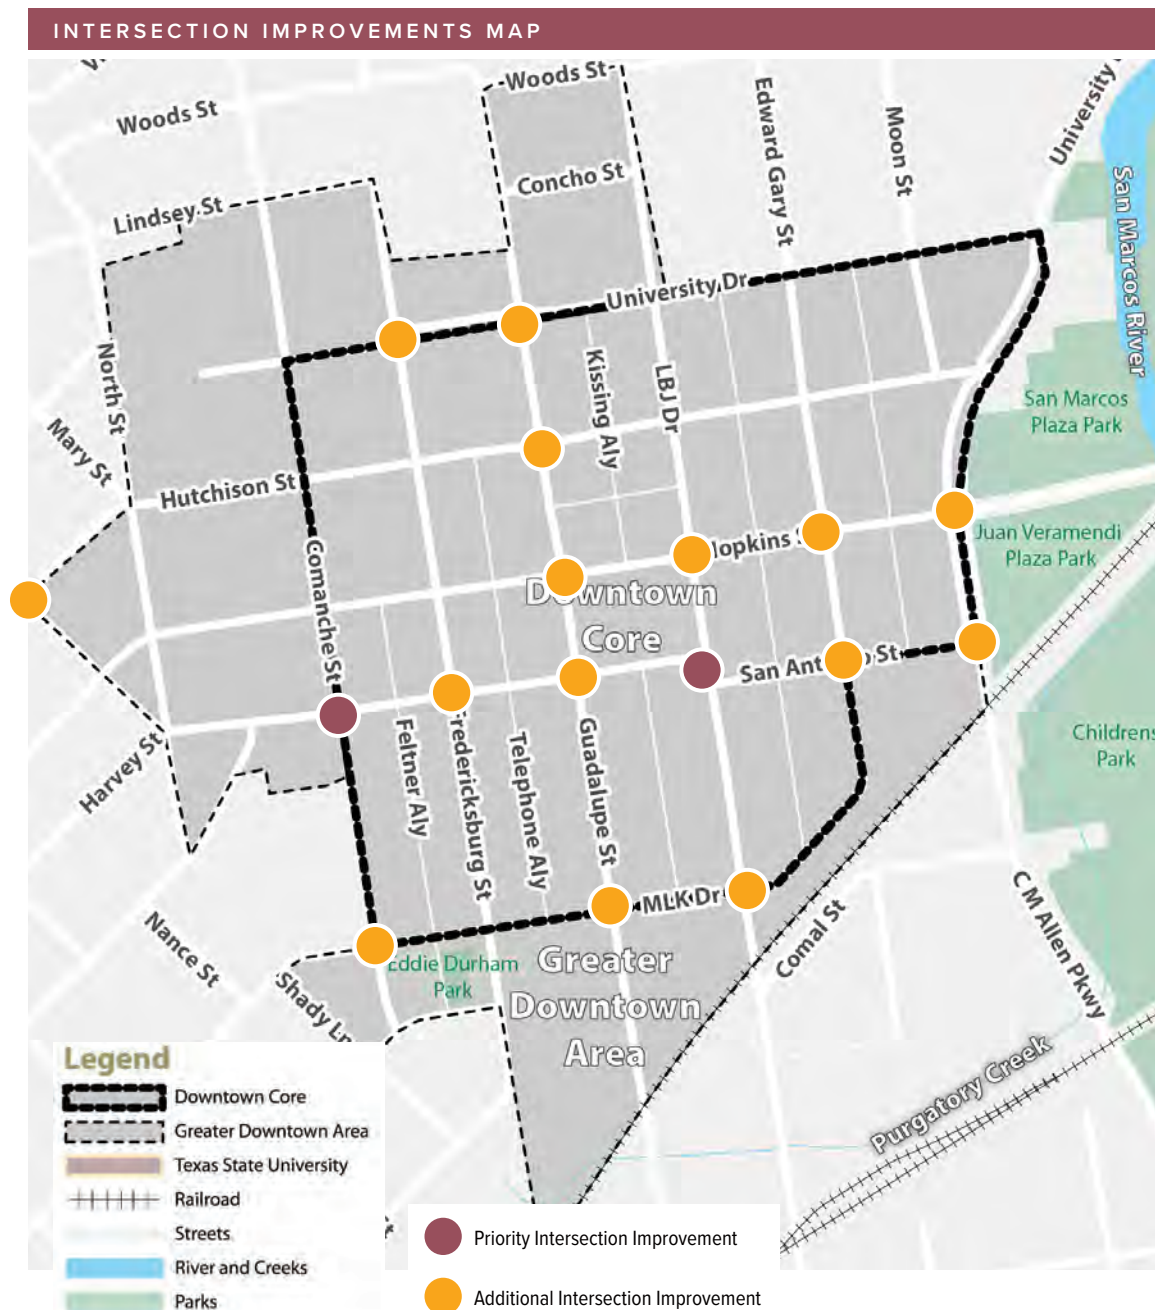 INTERSECTION IMPROVEMENTS MAP
Woods St
Woods St
Edward Gary St
Moon St
University
San Marcos River
Concho St
Lindsey St
University Dr
North St
Kissing Aly
LBJ Dr
San Marcos
Plaza Park
Mary St
Hutchison St
Comanche St
Hopkins
Juan Veramendi
Plaza Park
Downtown
Core
San Ant
St
Harvey St
Feltner Aly
redericksburg St
Telephone Aly
Guadalupe St
Childrens
Park
MLK Dr
C M Allen Pkwy
Comal St
Nance St
Shady Ln
Eddie Durham
Park
Greater
Downtown
Area
Purgatory Creek
Legend
Downtown Core
Greater Downtown Area
Texas State University
Railroad
Streets
River and Creeks
Parks
Priority Intersection Improvement
Additional Intersection Improvement